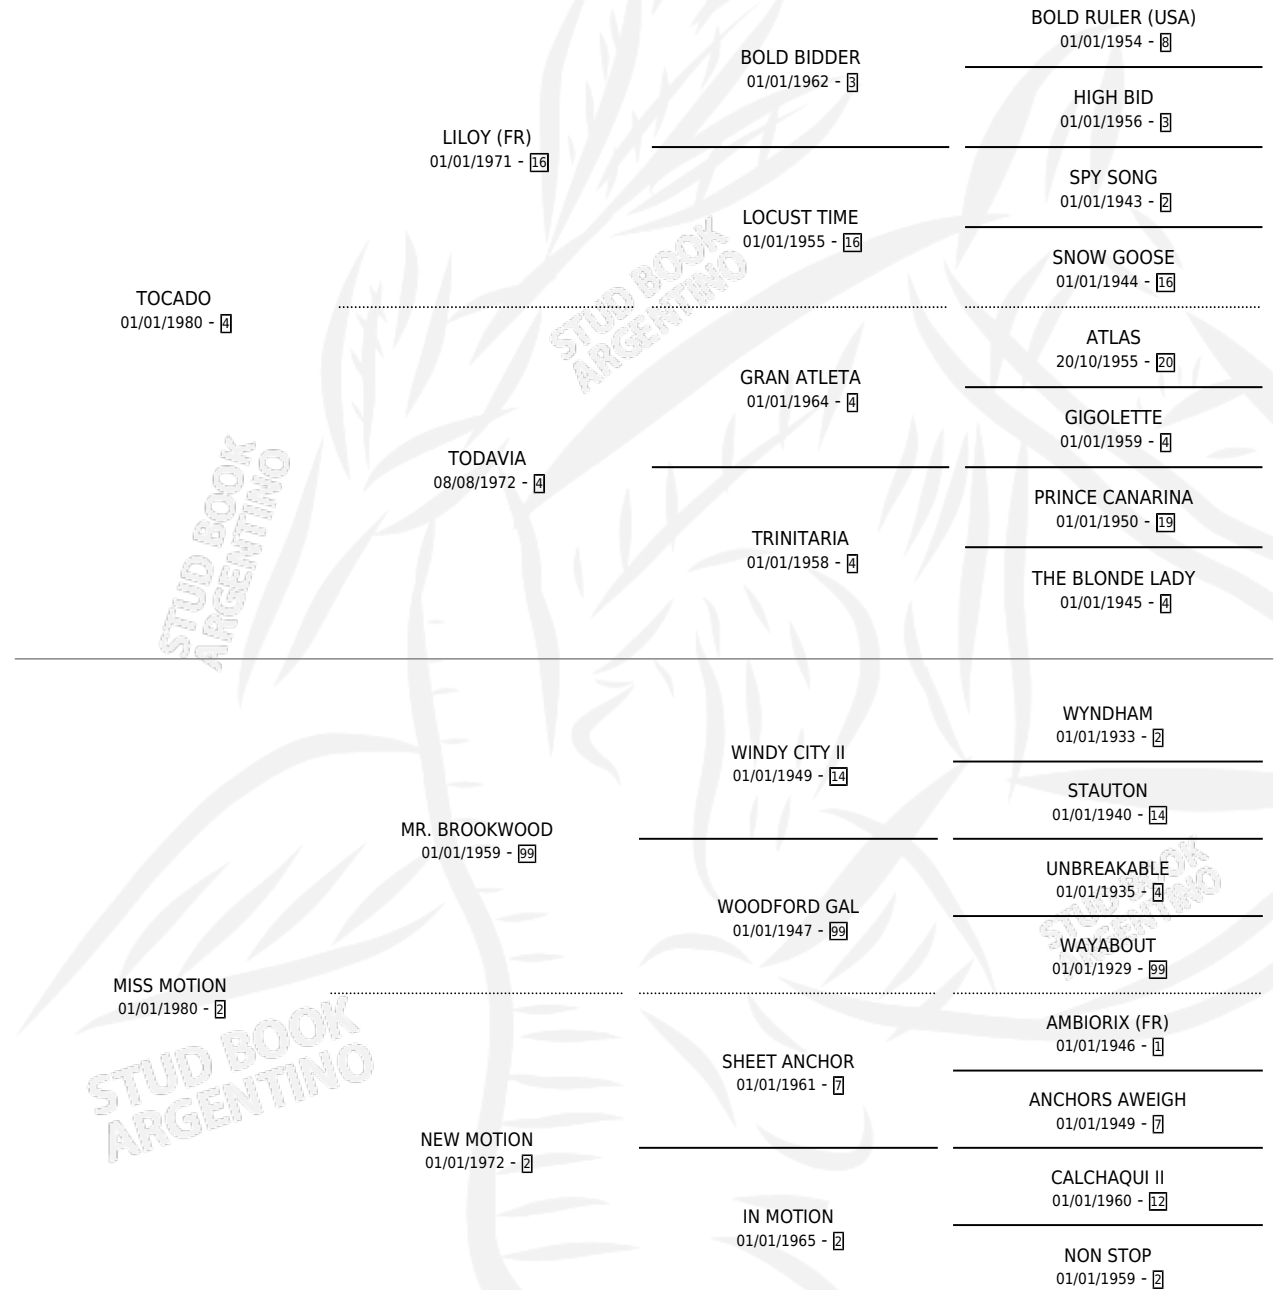 BOLD RULER (USA)
01/01/1954 - 8
BOLD BIDDER
01/01/1962 - 3
HIGH BID
01/01/1956 - 3
LILOY (FR)
01/01/1971 - 16
SPY SONG
01/01/1943 - 2
LOCUST TIME
01/01/1955 - 16
SNOW GOOSE
01/01/1944 - 16
TOCADO
01/01/1980 - 4
STUD BOOK
ARGENTINO
ATLAS
20/10/1955 - 20
GRAN ATLETA
01/01/1964 - 4
GIGOLETTE
01/01/1959 - 4
TODAVIA
08/08/1972 - 4
PRINCE CANARINA
01/01/1950 - 19
TRINITARIA
01/01/1958 - 4
THE BLONDE LADY
01/01/1945 - 4
STUD BOOK
ARGENTINO
WYNDHAM
01/01/1933 - 2
WINDY CITY II
01/01/1949 - 14
STAUTON
01/01/1940 - 14
MR. BROOKWOOD
01/01/1959 - 99
UNBREAKABLE
01/01/1935 - 4
WOODFORD GAL
01/01/1947 - 99
WAYABOUT
01/01/1929 - 99
STUD BOOK
ARGENTINO
MISS MOTION
01/01/1980 - 2
AMBIORIX (FR)
01/01/1946 - 1
SHEET ANCHOR
01/01/1961 - 7
ANCHORS AWEIGH
01/01/1949 - 7
STUD BOOK
ARGENTINO
NEW MOTION
01/01/1972 - 2
CALCHAQUI II
01/01/1960 - 12
IN MOTION
01/01/1965 - 2
NON STOP
01/01/1959 - 2